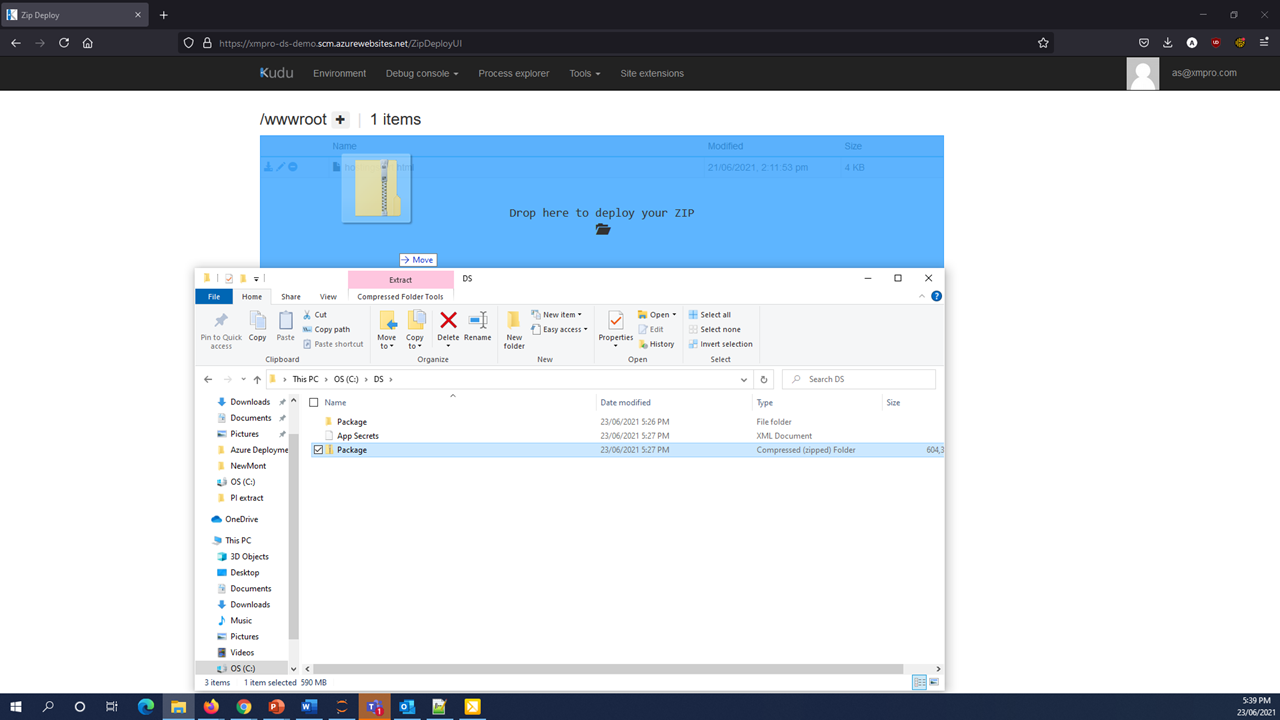 Zip Deploy
https://xmpro-ds-demo.scm.azurewebsites.net/ZipDeployUI
Kudu Environment Debug console Process explorer Tools Site extensions as@xmpro.com
/wwwroot 1 items
Name Modified Size
21/06/2021, 2:11:53 pm 4 KB
Drop here to deploy your ZIP
Move
Extract DS
File Home Share View Compressed Folder Tools
Pin to Quick access
Copy
Paste
Cut
Copy path
Paste shortcut
Clipboard
Move to
Copy to
Delete
Rename
Organize
New folder
New item
Easy access
New
Properties
Open
Edit
History
Open
Select all
Select none
Invert selection
Select
This PC > OS (C:) > DS >
Search DS
Name Date modified Type Size
Package 23/06/2021 5:26 PM File folder
App Secrets 23/06/2021 5:27 PM XML Document
Package 23/06/2021 5:27 PM Compressed (zipped) Folder 604,3
Downloads
Documents
Pictures
Azure Deployme
NewMont
OS (C:)
PI extract
OneDrive
This PC
3D Objects
Desktop
Documents
Downloads
Music
Pictures
Videos
OS (C:)
3 items 1 item selected 590 MB
5:39 PM
23/06/2021